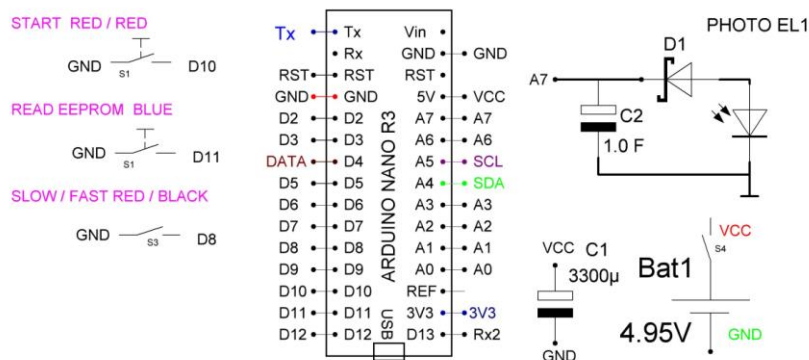 START RED / RED
GND S1 D10
READ EEPROM BLUE
GND S1 D11
SLOW / FAST RED / BLACK
GND S3 D8
Tx Tx Vin
Rx GND GND
RST RST RST
GND GND 5V VCC
D2 D2 A7 A7
D3 D3 A6 A6
DATA D4 A5 SCL
D5 D5 A4 SDA
D6 D6 A3 A3
D7 D7 A2 A2
D8 D8 A1 A1
D9 D9 A0 A0
D10 D10 REF
D11 D11 3V3 3V3
D12 D12 D13 Rx2
ARDUINO NANO R3
USB
PHOTO EL1
D1
A7
C2
1.0 F
VCC C1
3300µ
GND
VCC
S4
Bat1
4.95V
GND